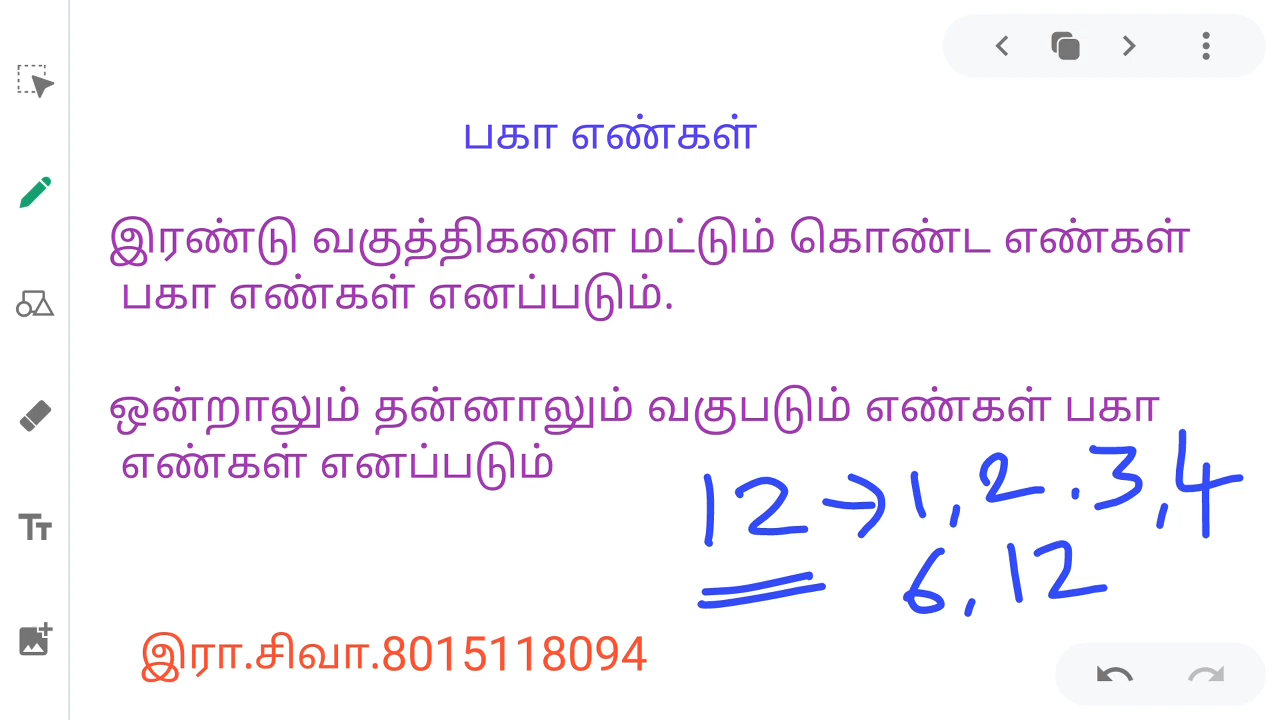 பகா எண்கள்
இரண்டு வகுத்திகளை மட்டும் கொண்ட எண்கள்
பகா எண்கள் எனப்படும்.
ஒன்றாலும் தன்னாலும் வகுபடும் எண்கள் பகா
எண்கள் எனப்படும்
12 → 1, 2 . 3, 4
6, 12
இரா.சிவா.8015118094